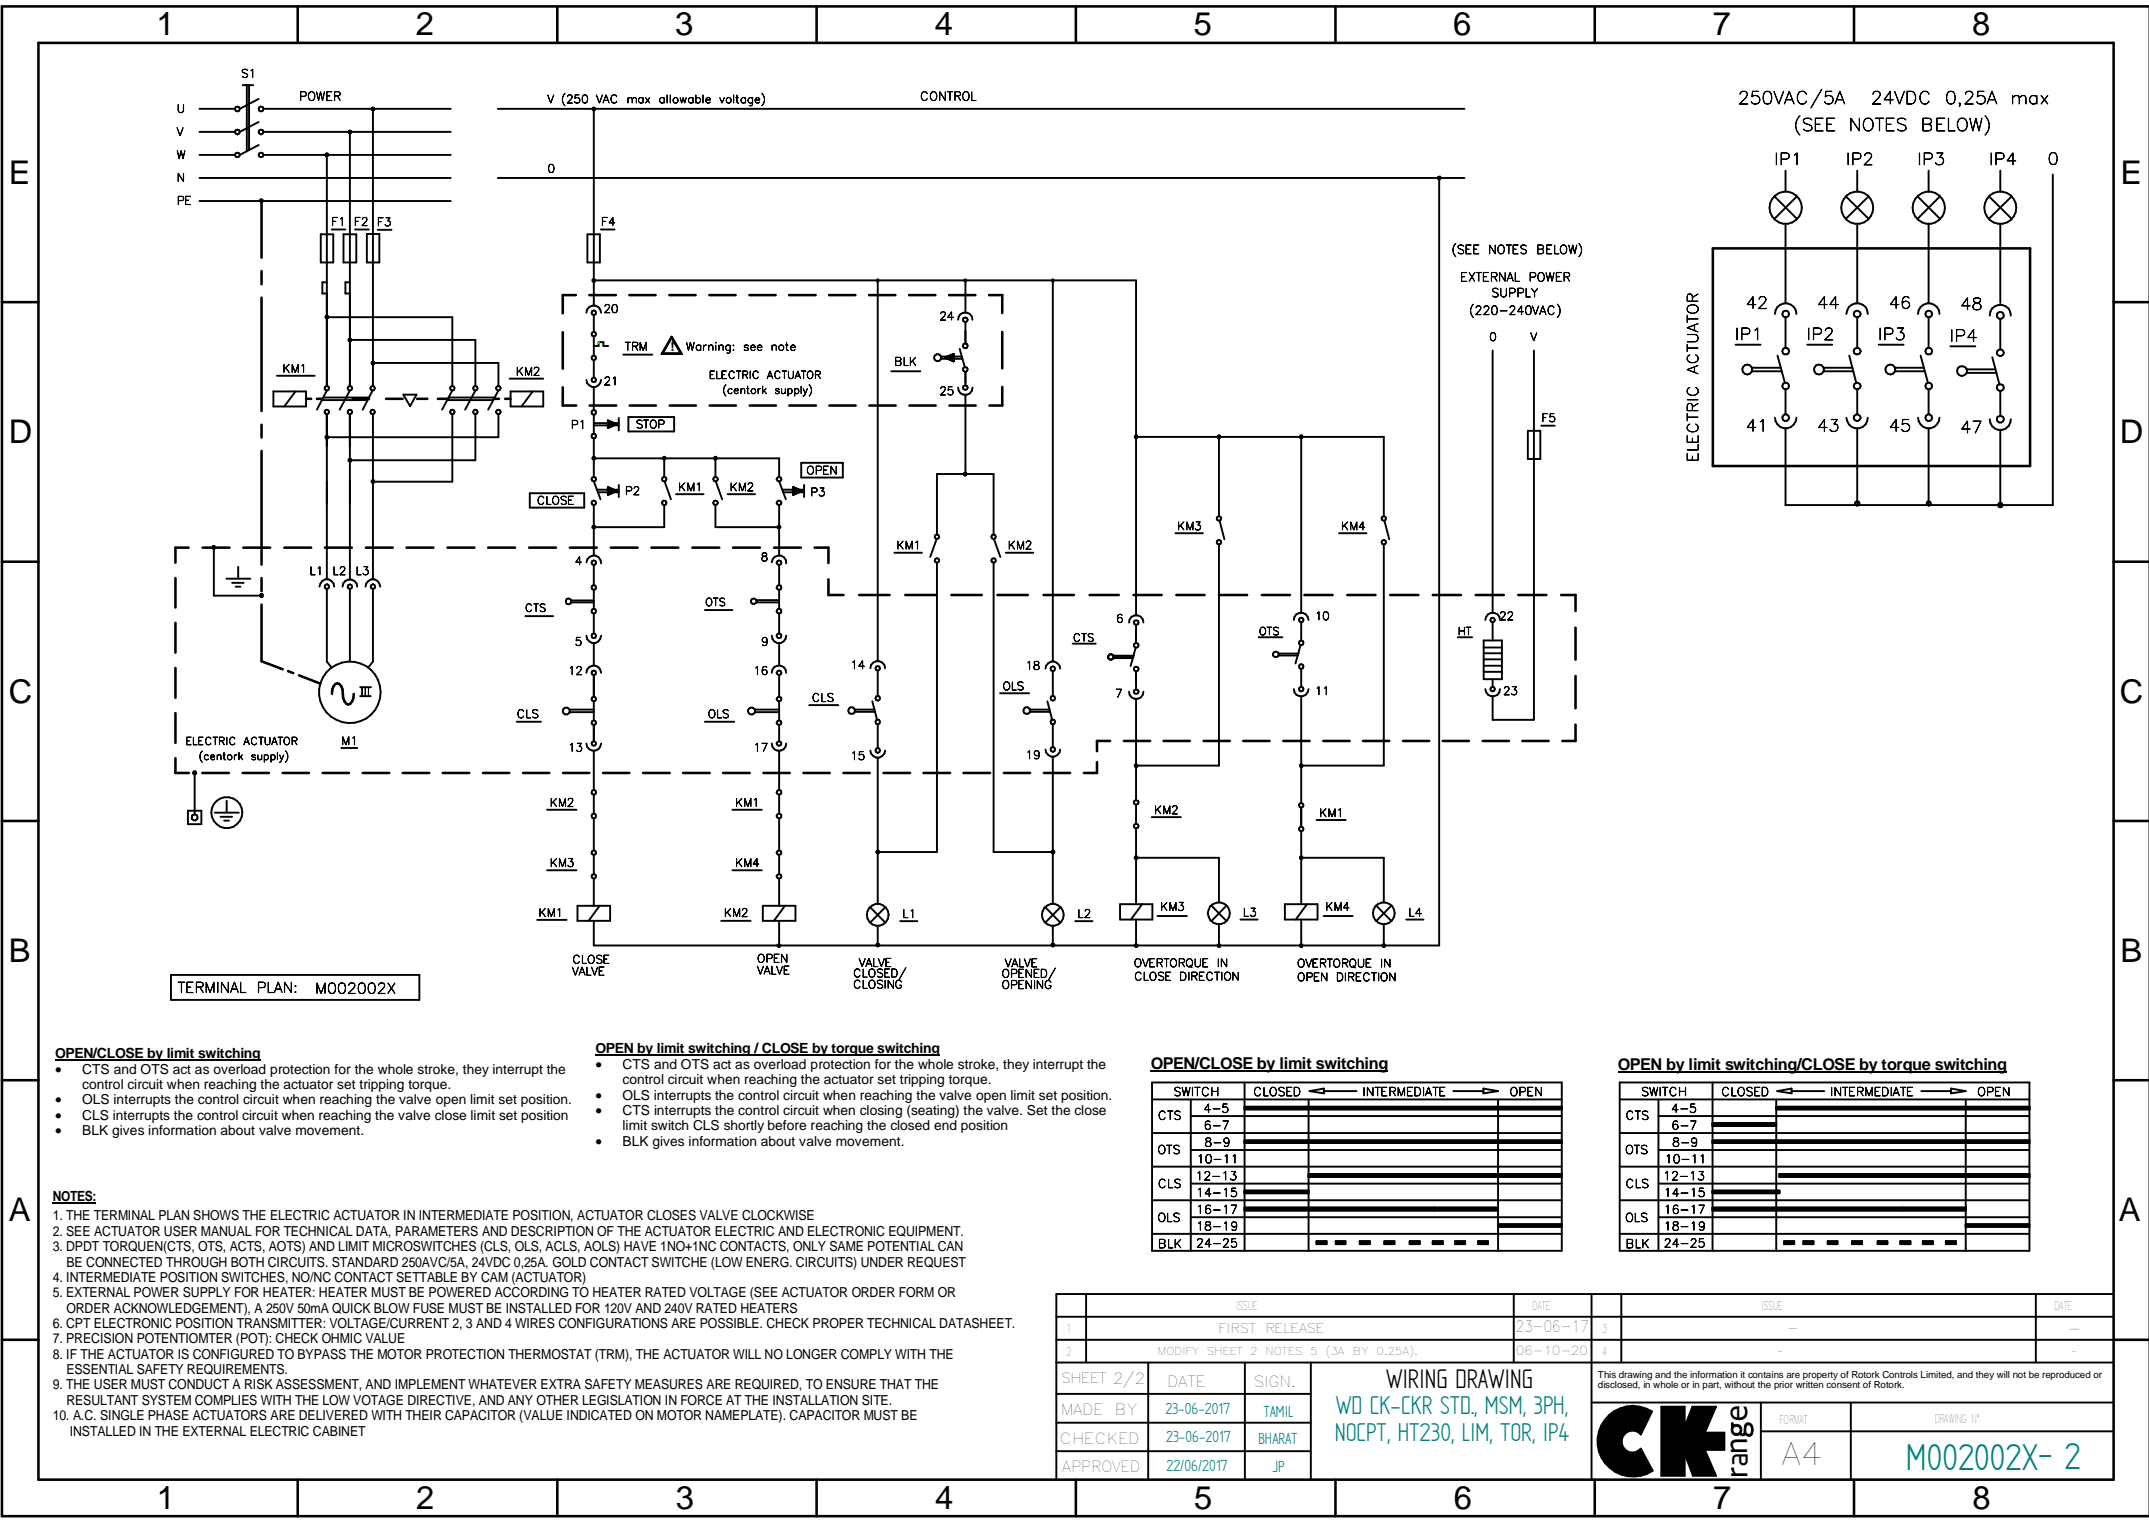 1 2 3 4 5 6 7 8
E
D
C
B
A
E
D
C
B
A
S1
POWER
U
V
W
N
PE
V (250 VAC max allowable voltage)
CONTROL
0
F1 F2 F3
F4
KM1
KM2
20
TRM
Warning: see note
21
ELECTRIC ACTUATOR
(centork supply)
24
BLK
25
P1
STOP
CLOSE
P2
KM1
KM2
OPEN
P3
KM1
KM2
KM3
KM4
(SEE NOTES BELOW)
EXTERNAL POWER
SUPPLY
(220-240VAC)
0
V
F5
250VAC/5A 24VDC 0,25A max
(SEE NOTES BELOW)
IP1 IP2 IP3 IP4 0
ELECTRIC ACTUATOR
42 44 46 48
IP1 IP2 IP3 IP4
41 43 45 47
L1 L2 L3
M1
III
ELECTRIC ACTUATOR
(centork supply)
4
CTS
5
12
CLS
13
8
OTS
9
16
OLS
17
14
CLS
15
18
OLS
19
6
CTS
7
10
OTS
11
22
HT
23
KM2
KM1
KM2
KM1
KM3
KM4
KM1
KM2
L1
L2
KM3
L3
KM4
L4
CLOSE
VALVE
OPEN
VALVE
VALVE
CLOSED/
CLOSING
VALVE
OPENED/
OPENING
OVERTORQUE IN
CLOSE DIRECTION
OVERTORQUE IN
OPEN DIRECTION
TERMINAL PLAN: M002002X
OPEN/CLOSE by limit switching
• CTS and OTS act as overload protection for the whole stroke, they interrupt the
control circuit when reaching the actuator set tripping torque.
• OLS interrupts the control circuit when reaching the valve open limit set position.
• CLS interrupts the control circuit when reaching the valve close limit set position
• BLK gives information about valve movement.
OPEN by limit switching / CLOSE by torque switching
• CTS and OTS act as overload protection for the whole stroke, they interrupt the
control circuit when reaching the actuator set tripping torque.
• OLS interrupts the control circuit when reaching the valve open limit set position.
• CTS interrupts the control circuit when closing (seating) the valve. Set the close
limit switch CLS shortly before reaching the closed end position
• BLK gives information about valve movement.
OPEN/CLOSE by limit switching
SWITCH CLOSED INTERMEDIATE OPEN
CTS 4-5
6-7
OTS 8-9
10-11
CLS 12-13
14-15
OLS 16-17
18-19
BLK 24-25
OPEN by limit switching/CLOSE by torque switching
SWITCH CLOSED INTERMEDIATE OPEN
CTS 4-5
6-7
OTS 8-9
10-11
CLS 12-13
14-15
OLS 16-17
18-19
BLK 24-25
NOTES:
1. THE TERMINAL PLAN SHOWS THE ELECTRIC ACTUATOR IN INTERMEDIATE POSITION, ACTUATOR CLOSES VALVE CLOCKWISE
2. SEE ACTUATOR USER MANUAL FOR TECHNICAL DATA, PARAMETERS AND DESCRIPTION OF THE ACTUATOR ELECTRIC AND ELECTRONIC EQUIPMENT.
3. DPDT TORQUEN(CTS, OTS, ACTS, AOTS) AND LIMIT MICROSWITCHES (CLS, OLS, ACLS, AOLS) HAVE 1NO+1NC CONTACTS, ONLY SAME POTENTIAL CAN
BE CONNECTED THROUGH BOTH CIRCUITS. STANDARD 250AVC/5A, 24VDC 0,25A. GOLD CONTACT SWITCHE (LOW ENERG. CIRCUITS) UNDER REQUEST
4. INTERMEDIATE POSITION SWITCHES, NO/NC CONTACT SETTABLE BY CAM (ACTUATOR)
5. EXTERNAL POWER SUPPLY FOR HEATER: HEATER MUST BE POWERED ACCORDING TO HEATER RATED VOLTAGE (SEE ACTUATOR ORDER FORM OR
ORDER ACKNOWLEDGEMENT), A 250V 50mA QUICK BLOW FUSE MUST BE INSTALLED FOR 120V AND 240V RATED HEATERS
6. CPT ELECTRONIC POSITION TRANSMITTER: VOLTAGE/CURRENT 2, 3 AND 4 WIRES CONFIGURATIONS ARE POSSIBLE. CHECK PROPER TECHNICAL DATASHEET.
7. PRECISION POTENTIOMTER (POT): CHECK OHMIC VALUE
8. IF THE ACTUATOR IS CONFIGURED TO BYPASS THE MOTOR PROTECTION THERMOSTAT (TRM), THE ACTUATOR WILL NO LONGER COMPLY WITH THE
ESSENTIAL SAFETY REQUIREMENTS.
9. THE USER MUST CONDUCT A RISK ASSESSMENT, AND IMPLEMENT WHATEVER EXTRA SAFETY MEASURES ARE REQUIRED, TO ENSURE THAT THE
RESULTANT SYSTEM COMPLIES WITH THE LOW VOTAGE DIRECTIVE, AND ANY OTHER LEGISLATION IN FORCE AT THE INSTALLATION SITE.
10. A.C. SINGLE PHASE ACTUATORS ARE DELIVERED WITH THEIR CAPACITOR (VALUE INDICATED ON MOTOR NAMEPLATE). CAPACITOR MUST BE
INSTALLED IN THE EXTERNAL ELECTRIC CABINET
ISSUE DATE ISSUE DATE
1 FIRST RELEASE 23-06-17 3 - -
2 MODIFY SHEET 2 NOTES 5 (3A BY 0.25A). 06-10-20 4 - -
SHEET 2/2 DATE SIGN.
MADE BY 23-06-2017 TAMIL
CHECKED 23-06-2017 BHARAT
APPROVED 22/06/2017 JP
WIRING DRAWING
WD CK-CKR STD., MSM, 3PH,
NOCPT, HT230, LIM, TOR, IP4
This drawing and the information it contains are property of Rotork Controls Limited, and they will not be reproduced or
disclosed, in whole or in part, without the prior written consent of Rotork.
CK range
FORMAT
A4
DRAWING Nº
M002002X- 2
1 2 3 4 5 6 7 8